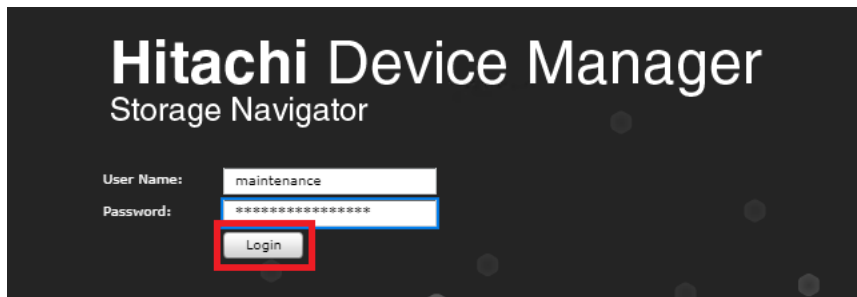 Hitachi Device Manager
Storage Navigator
User Name: maintenance
Password: ****************
Login